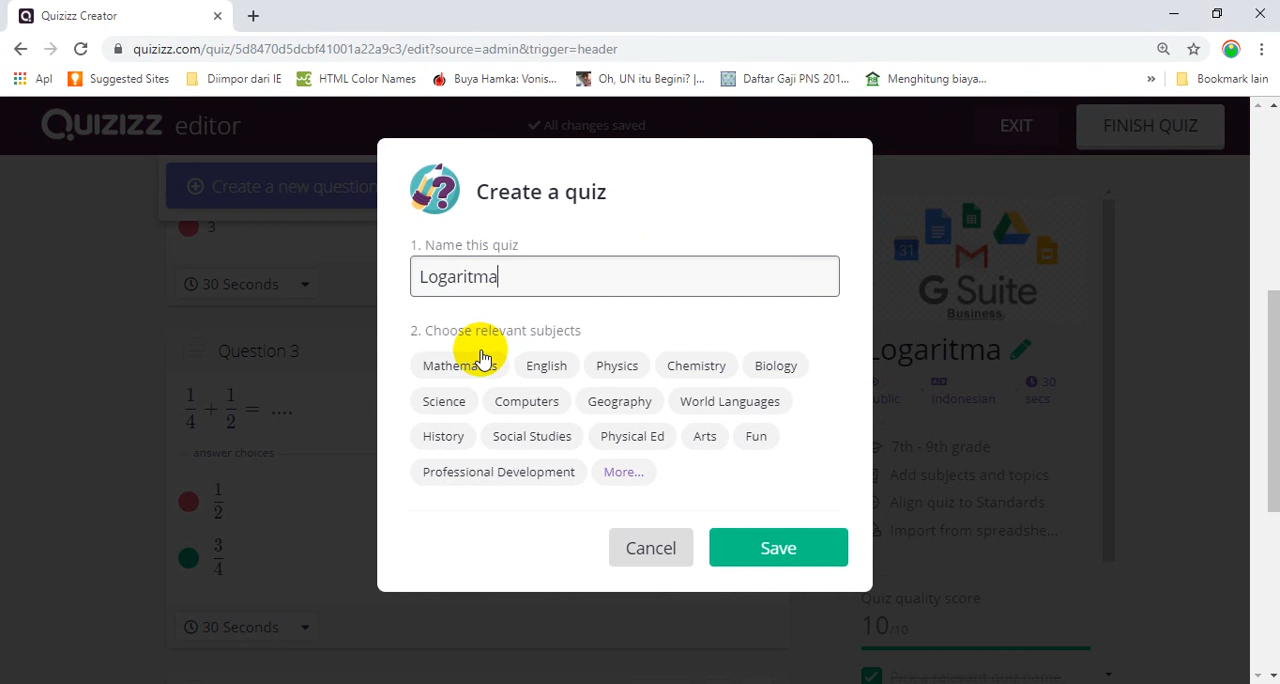 Quizizz Creator
quizizz.com/quiz/5d8470d5dcbf41001a22a9c3/edit?source=admin&trigger=header
Apl Suggested Sites Diimpor dari IE HTML Color Names Buya Hamka: Vonis... Oh, UN itu Begini? |... Daftar Gaji PNS 201... Menghitung biaya... » Bookmark lain
Quizizz editor All changes saved EXIT FINISH QUIZ
Create a new question
3
30 Seconds
Question 3
1/4 + 1/2 = ....
answer choices
1/2
3/4
30 Seconds
Create a quiz
1. Name this quiz
Logaritma
2. Choose relevant subjects
Mathematics English Physics Chemistry Biology
Science Computers Geography World Languages
History Social Studies Physical Ed Arts Fun
Professional Development More...
Cancel Save
31
G Suite
Business
Logaritma
Indonesian 30
secs
7th - 9th grade
Add subjects and topics
Align quiz to Standards
Import from spreadshe...
Quiz quality score
10/10
Pick a relevant quiz name